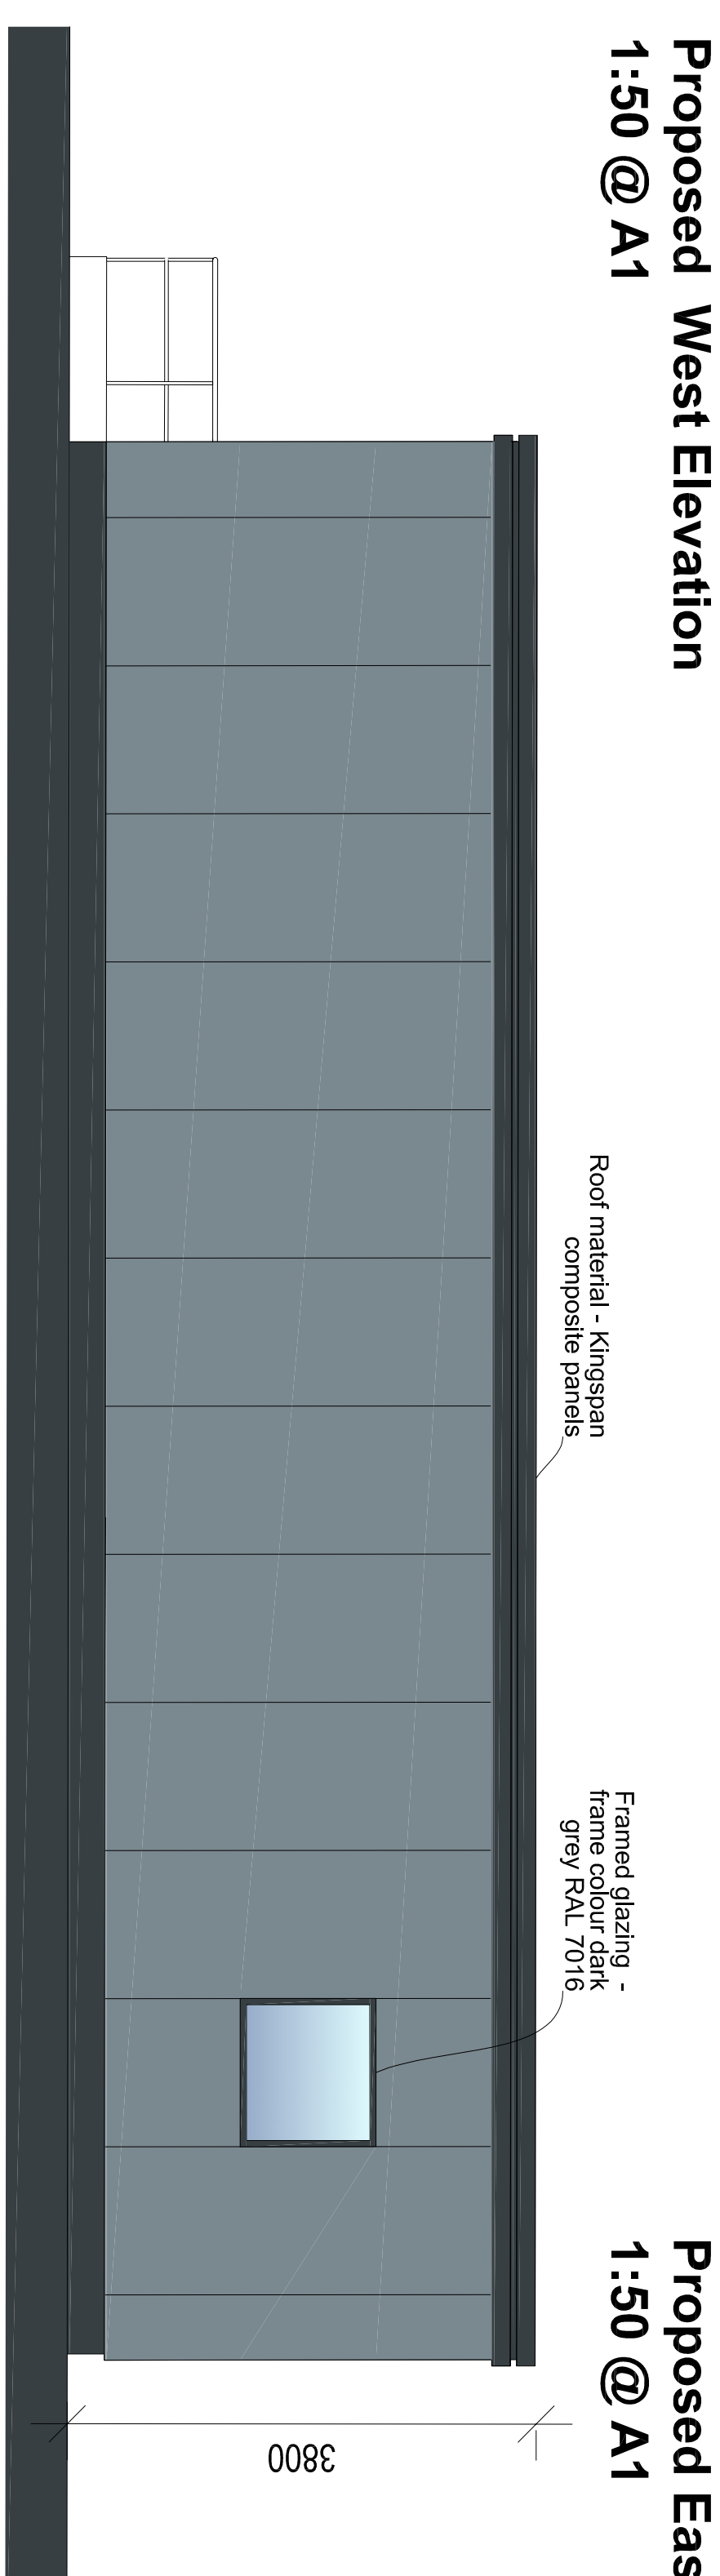 Proposed West Elevation
1:50 @ A1
Roof material - Kingspan
composite panels
Framed glazing -
frame colour dark
grey RAL 7016
3800
Proposed Eas
1:50 @ A1